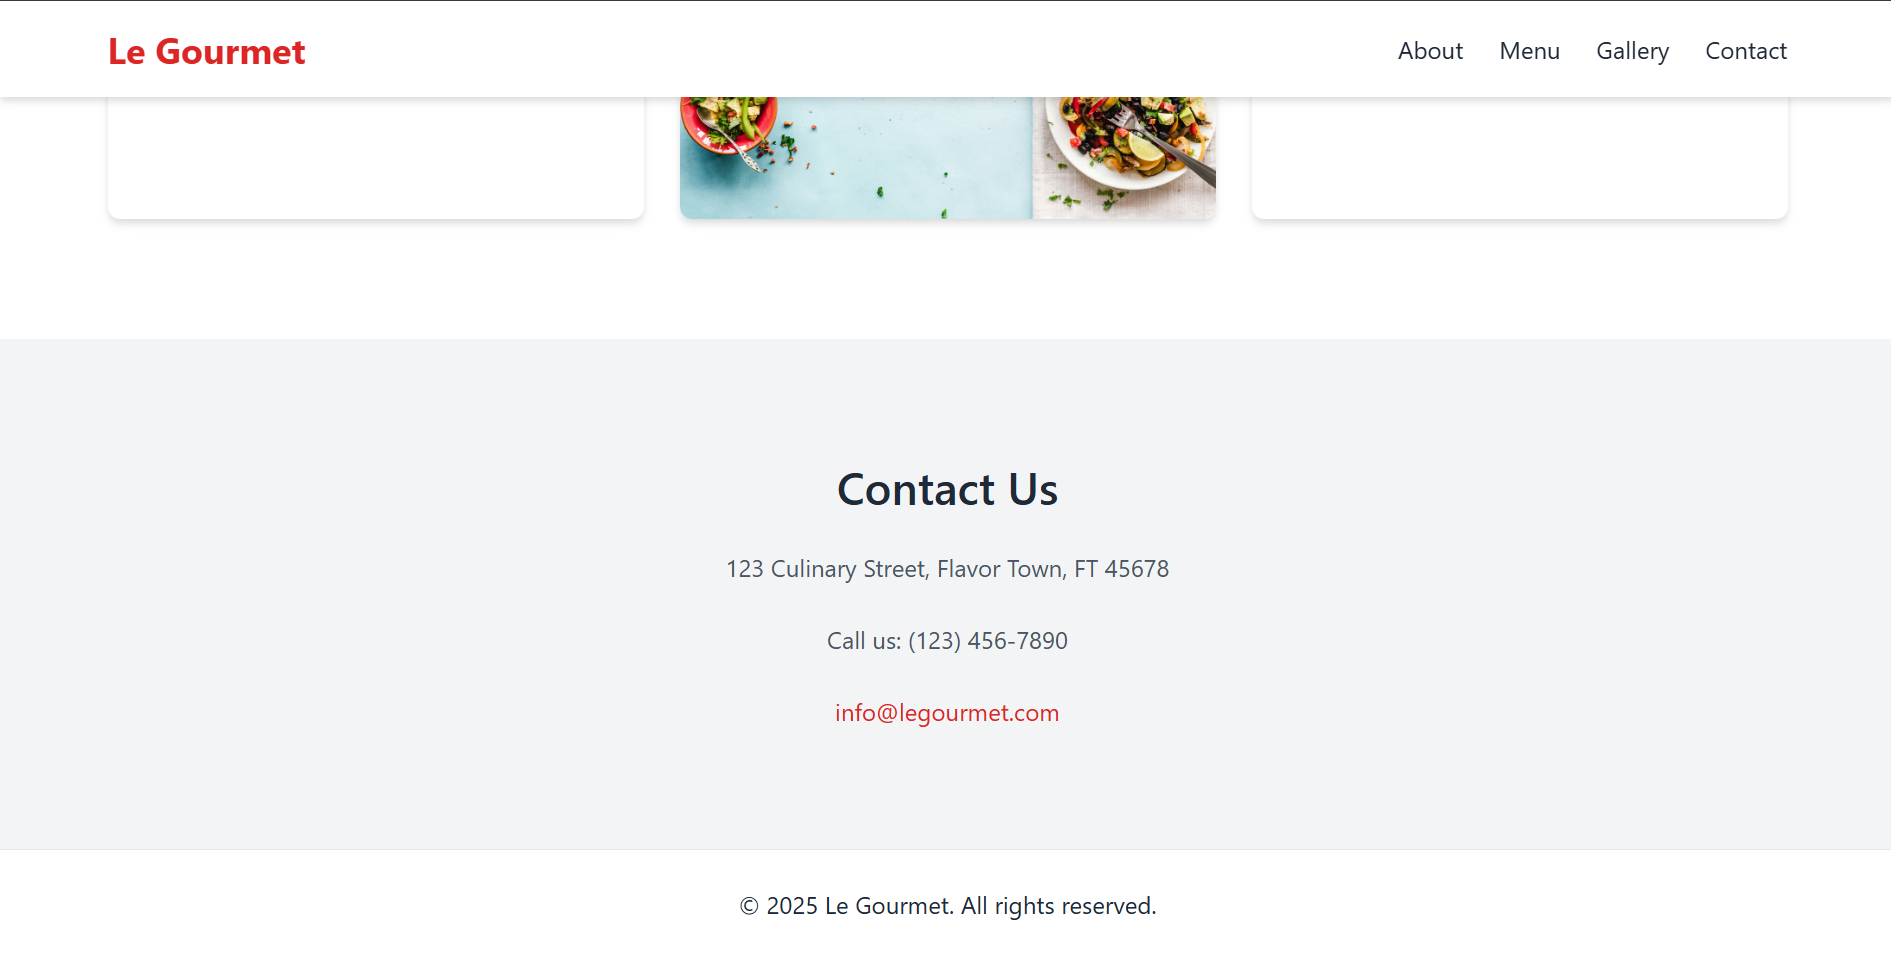 Le Gourmet
About Menu Gallery Contact
Contact Us
123 Culinary Street, Flavor Town, FT 45678
Call us: (123) 456-7890
info@legourmet.com
© 2025 Le Gourmet. All rights reserved.